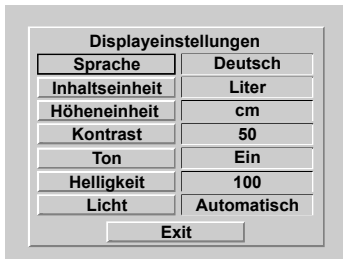 Displayeinstellungen
Sprache Deutsch
Inhaltseinheit Liter
Höheneinheit cm
Kontrast 50
Ton Ein
Helligkeit 100
Licht Automatisch
Exit